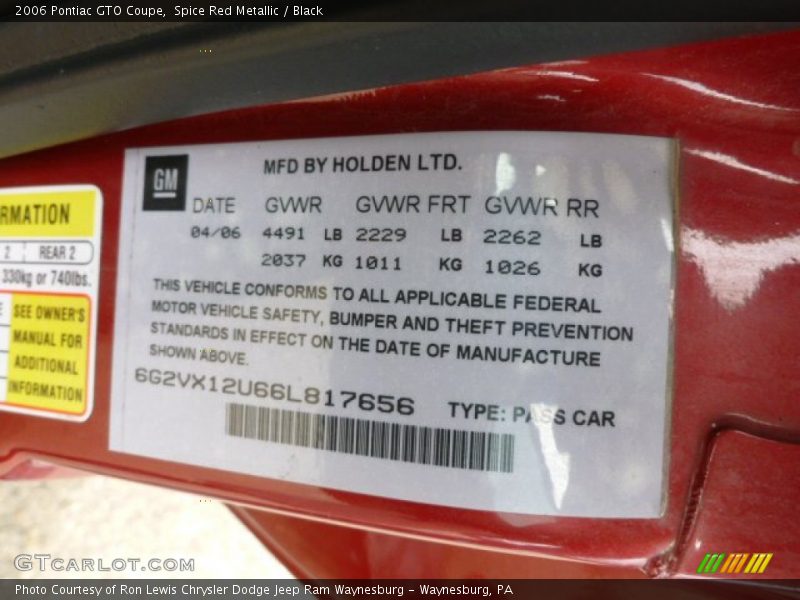 2006 Pontiac GTO Coupe, Spice Red Metallic / Black
GM
MFD BY HOLDEN LTD.
DATE GVWR GVWR FRT GVWR RR
04/06 4491 LB 2229 LB 2262 LB
2037 KG 1011 KG 1026 KG
THIS VEHICLE CONFORMS TO ALL APPLICABLE FEDERAL
MOTOR VEHICLE SAFETY, BUMPER AND THEFT PREVENTION
STANDARDS IN EFFECT ON THE DATE OF MANUFACTURE
SHOWN ABOVE.
6G2VX12U66L817656 TYPE: PASS CAR
RMATION
2 REAR 2
330kg or 740lbs.
SEE OWNER'S
MANUAL FOR
ADDITIONAL
INFORMATION
GTCARLOT.COM
Photo Courtesy of Ron Lewis Chrysler Dodge Jeep Ram Waynesburg - Waynesburg, PA